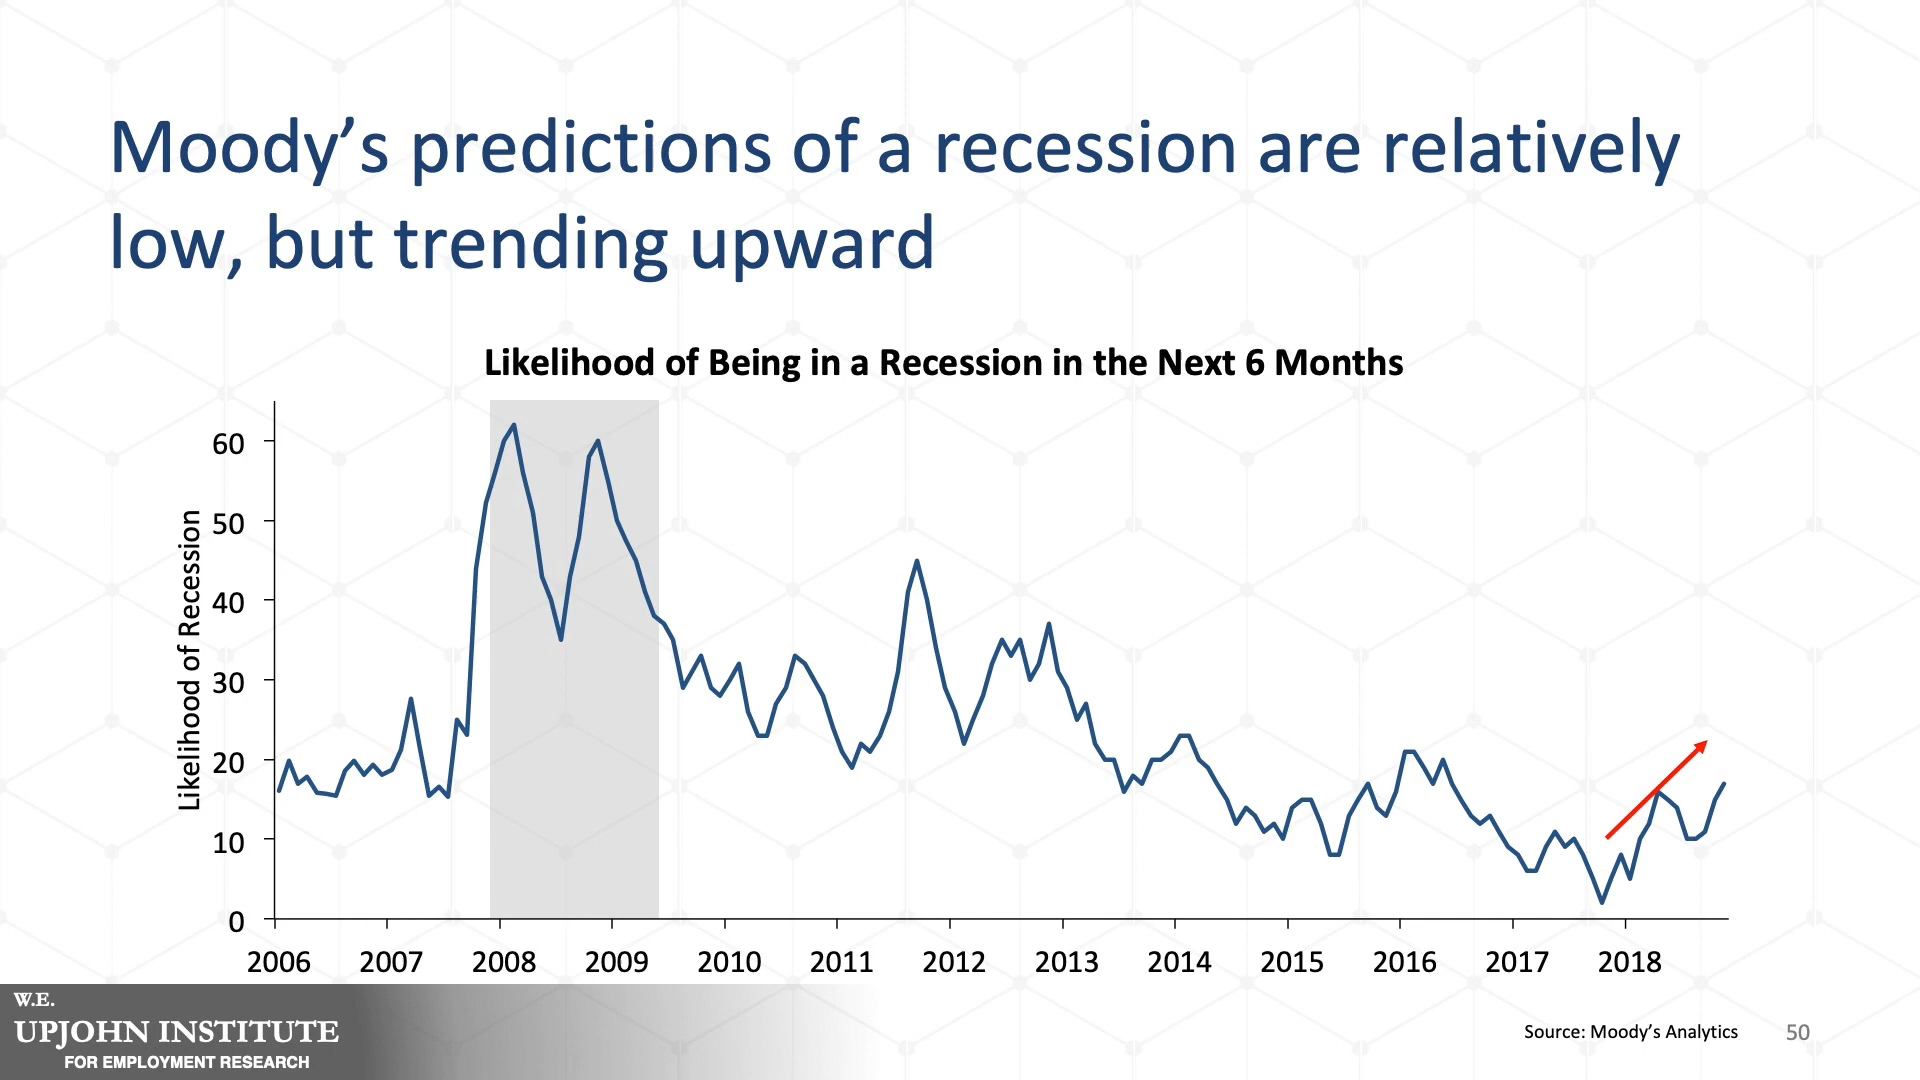 Moody’s predictions of a recession are relatively
low, but trending upward
Likelihood of Being in a Recession in the Next 6 Months
Likelihood of Recession
60
50
40
30
20
10
0
2006 2007 2008 2009 2010 2011 2012 2013 2014 2015 2016 2017 2018
W.E.
UPJOHN INSTITUTE
FOR EMPLOYMENT RESEARCH
Source: Moody’s Analytics
50